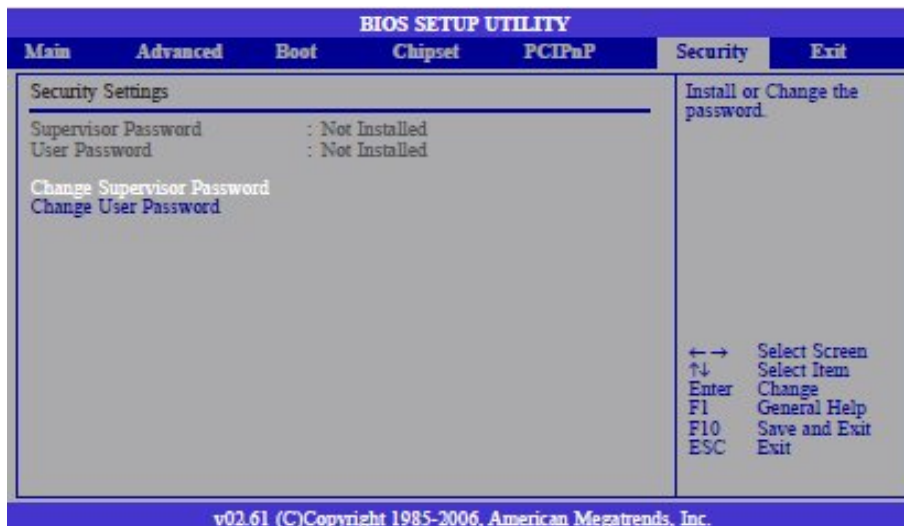 BIOS SETUP UTILITY
Main Advanced Boot Chipset PCIPnP Security Exit
Security Settings
Supervisor Password : Not Installed
User Password : Not Installed
Change Supervisor Password
Change User Password
Install or Change the
password.
←→ Select Screen
↑↓ Select Item
Enter Change
F1 General Help
F10 Save and Exit
ESC Exit
v02.61 (C)Copyright 1985-2006, American Megatrends, Inc.